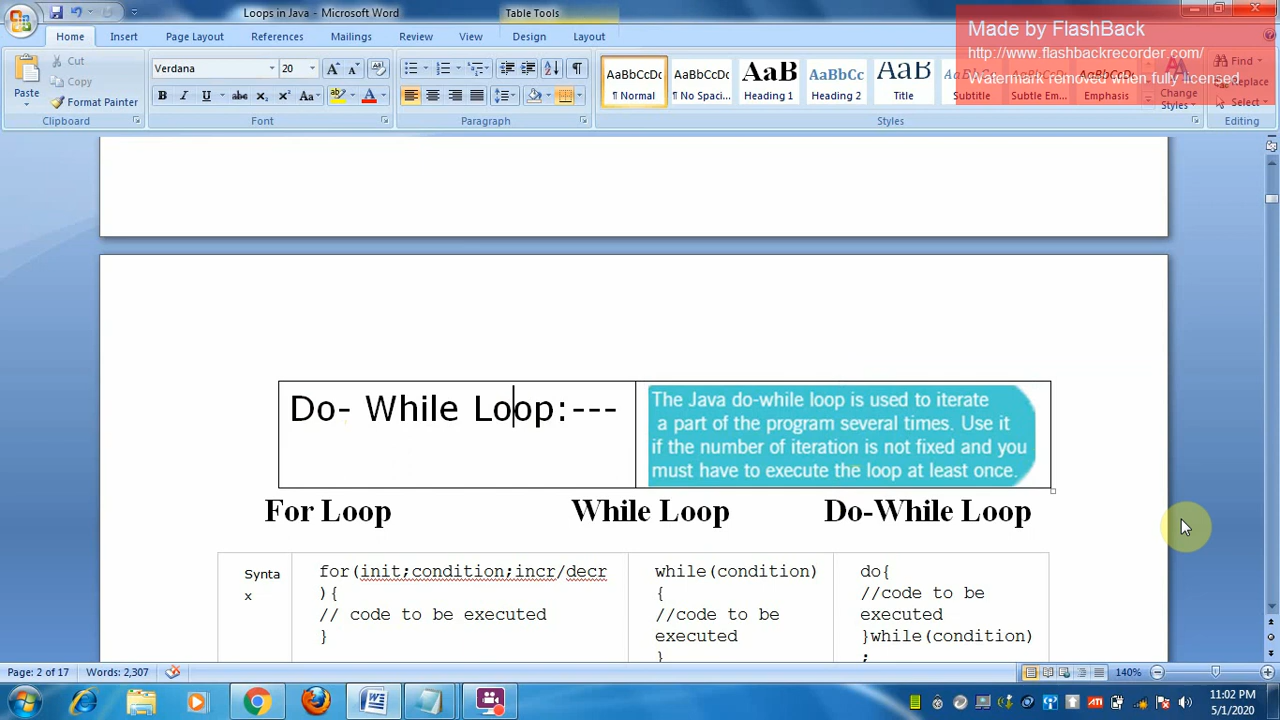 Loops in Java - Microsoft Word
Table Tools
Made by FlashBack
http://www.flashbackrecorder.com/
Watermark removed when fully licensed.
Home Insert Page Layout References Mailings Review View Design Layout
Paste
Cut
Copy
Format Painter
Clipboard
Verdana 20
Font
Paragraph
AaBbCcDc AaBbCcDc AaB AaBbCc AaB AaBbCcl
¶ Normal ¶ No Spaci... Heading 1 Heading 2 Title Subtitle Subtle Em... Emphasis
Change
Styles
Styles
Find
Replace
Select
Editing
Do- While Loop:---
The Java do-while loop is used to iterate
a part of the program several times. Use it
if the number of iteration is not fixed and you
must have to execute the loop at least once.
For Loop While Loop Do-While Loop
Synta
x
for(init;condition;incr/decr
){
// code to be executed
}
while(condition)
{
//code to be
executed
}
do{
//code to be
executed
}while(condition)
;
Page: 2 of 17 Words: 2,307 140%
11:02 PM
5/1/2020